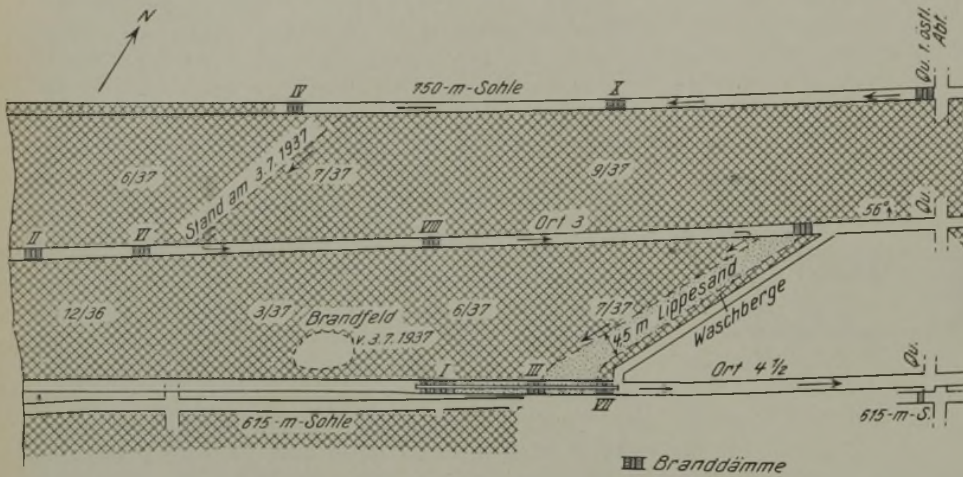 N
IV
750-m-Sohle
X
Qu. 1. östl.
Abt.
6/37
Stand am 3.7.1937
7/37
9/37
56°
Qu.
II
VI
VIII
Ort 3
12/36
3/37
Brandfeld
v. 3.7.1937
6/37
7/37
4,5 m Lippesand
Waschberge
I
III
VII
Ort 4 1/2
Qu.
615-m-Sohle
615-m-S.
Branddämme